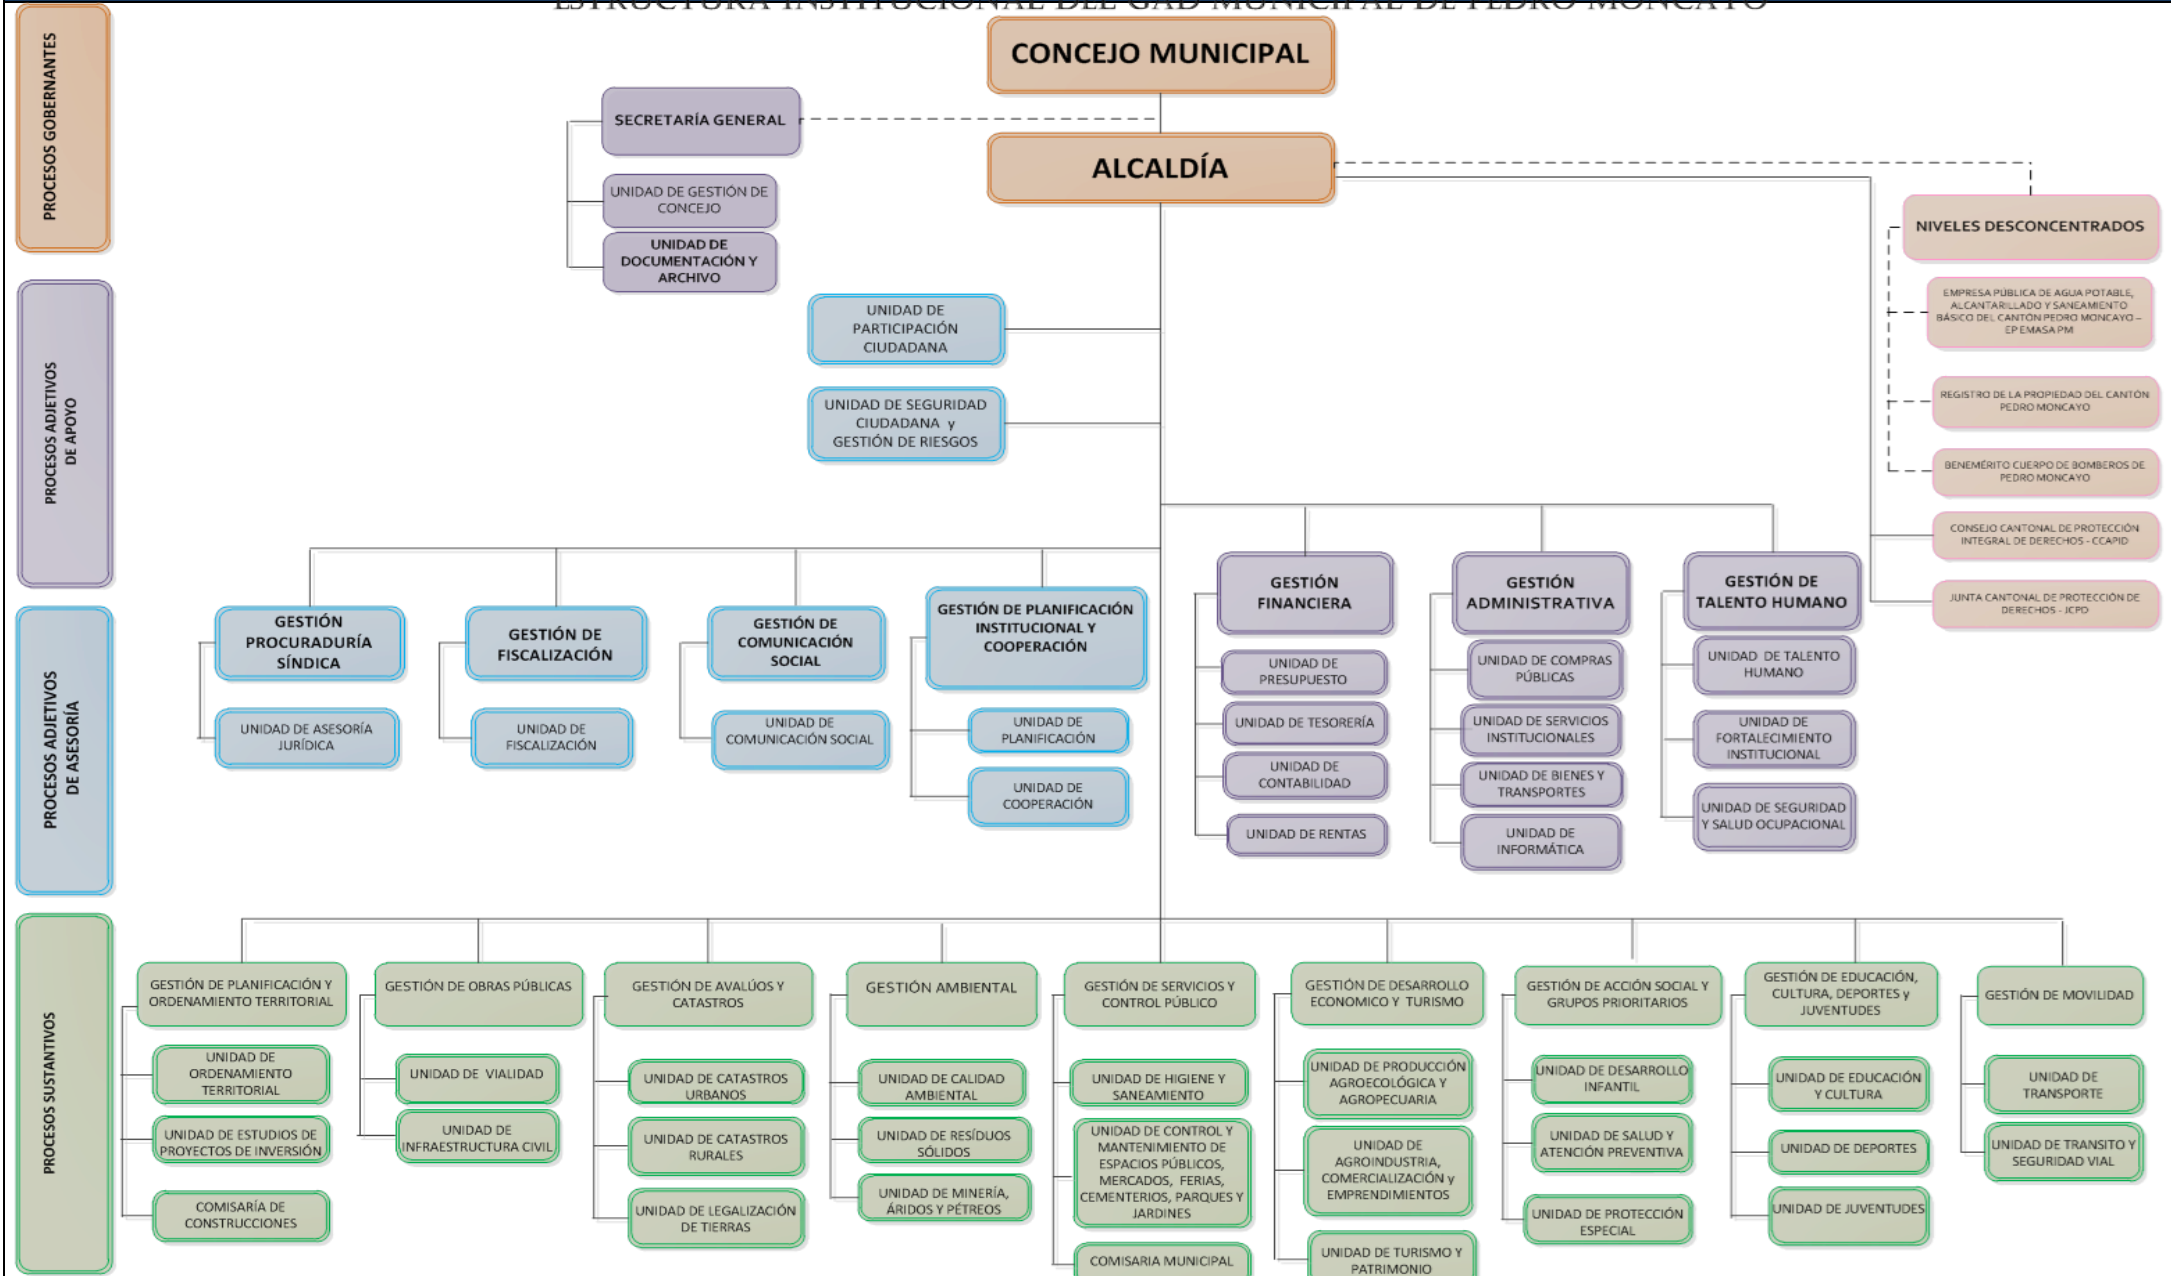 ESTRUCTURA INSTITUCIONAL DEL GAD MUNICIPAL DE PEDRO MONCAYO
PROCESOS GOBERNANTES
CONCEJO MUNICIPAL
SECRETARÍA GENERAL
ALCALDÍA
UNIDAD DE GESTIÓN DE
CONCEJO
UNIDAD DE
DOCUMENTACIÓN Y
ARCHIVO
NIVELES DESCONCENTRADOS
EMPRESA PÚBLICA DE AGUA POTABLE,
ALCANTARILLADO Y SANEAMIENTO
BÁSICO DEL CANTÓN PEDRO MONCAYO –
EP EMASA PM
REGISTRO DE LA PROPIEDAD DEL CANTÓN
PEDRO MONCAYO
BENEMÉRITO CUERPO DE BOMBEROS DE
PEDRO MONCAYO
CONSEJO CANTONAL DE PROTECCIÓN
INTEGRAL DE DERECHOS - CCAPID
JUNTA CANTONAL DE PROTECCIÓN DE
DERECHOS - JCPD
PROCESOS ADJETIVOS
DE APOYO
UNIDAD DE
PARTICIPACIÓN
CIUDADANA
UNIDAD DE SEGURIDAD
CIUDADANA y
GESTIÓN DE RIESGOS
GESTIÓN
FINANCIERA
UNIDAD DE
PRESUPUESTO
UNIDAD DE TESORERÍA
UNIDAD DE
CONTABILIDAD
UNIDAD DE RENTAS
GESTIÓN
ADMINISTRATIVA
UNIDAD DE COMPRAS
PÚBLICAS
UNIDAD DE SERVICIOS
INSTITUCIONALES
UNIDAD DE BIENES Y
TRANSPORTES
UNIDAD DE
INFORMÁTICA
GESTIÓN DE
TALENTO HUMANO
UNIDAD DE TALENTO
HUMANO
UNIDAD DE
FORTALECIMIENTO
INSTITUCIONAL
UNIDAD DE SEGURIDAD
Y SALUD OCUPACIONAL
PROCESOS ADJETIVOS
DE ASESORÍA
GESTIÓN
PROCURADURÍA
SÍNDICA
UNIDAD DE ASESORÍA
JURÍDICA
GESTIÓN DE
FISCALIZACIÓN
UNIDAD DE
FISCALIZACIÓN
GESTIÓN DE
COMUNICACIÓN
SOCIAL
UNIDAD DE
COMUNICACIÓN SOCIAL
GESTIÓN DE PLANIFICACIÓN
INSTITUCIONAL Y
COOPERACIÓN
UNIDAD DE
PLANIFICACIÓN
UNIDAD DE
COOPERACIÓN
PROCESOS SUSTANTIVOS
GESTIÓN DE PLANIFICACIÓN Y
ORDENAMIENTO TERRITORIAL
UNIDAD DE
ORDENAMIENTO
TERRITORIAL
UNIDAD DE ESTUDIOS DE
PROYECTOS DE INVERSIÓN
COMISARÍA DE
CONSTRUCCIONES
GESTIÓN DE OBRAS PÚBLICAS
UNIDAD DE VIALIDAD
UNIDAD DE
INFRAESTRUCTURA CIVIL
GESTIÓN DE AVALÚOS Y
CATASTROS
UNIDAD DE CATASTROS
URBANOS
UNIDAD DE CATASTROS
RURALES
UNIDAD DE LEGALIZACIÓN
DE TIERRAS
GESTIÓN AMBIENTAL
UNIDAD DE CALIDAD
AMBIENTAL
UNIDAD DE RESÍDUOS
SÓLIDOS
UNIDAD DE MINERÍA,
ÁRIDOS Y PÉTREOS
GESTIÓN DE SERVICIOS Y
CONTROL PÚBLICO
UNIDAD DE HIGIENE Y
SANEAMIENTO
UNIDAD DE CONTROL Y
MANTENIMIENTO DE
ESPACIOS PÚBLICOS,
MERCADOS, FERIAS,
CEMENTERIOS, PARQUES Y
JARDINES
COMISARIA MUNICIPAL
GESTIÓN DE DESARROLLO
ECONOMICO Y TURISMO
UNIDAD DE PRODUCCIÓN
AGROECOLÓGICA Y
AGROPECUARIA
UNIDAD DE
AGROINDUSTRIA,
COMERCIALIZACIÓN y
EMPRENDIMIENTOS
UNIDAD DE TURISMO Y
PATRIMONIO
GESTIÓN DE ACCIÓN SOCIAL Y
GRUPOS PRIORITARIOS
UNIDAD DE DESARROLLO
INFANTIL
UNIDAD DE SALUD Y
ATENCIÓN PREVENTIVA
UNIDAD DE PROTECCIÓN
ESPECIAL
GESTIÓN DE EDUCACIÓN,
CULTURA, DEPORTES y
JUVENTUDES
UNIDAD DE EDUCACIÓN
Y CULTURA
UNIDAD DE DEPORTES
UNIDAD DE JUVENTUDES
GESTIÓN DE MOVILIDAD
UNIDAD DE
TRANSPORTE
UNIDAD DE TRANSITO Y
SEGURIDAD VIAL